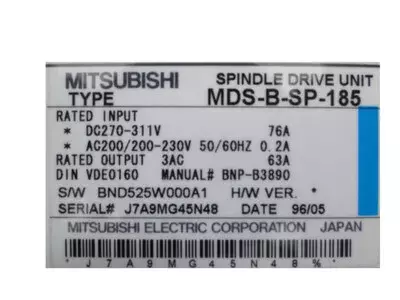 MITSUBISHI SPINDLE DRIVE UNIT
TYPE MDS-B-SP-185
RATED INPUT
* DC270-311V 76A
* AC200/200-230V 50/60HZ 0.2A
RATED OUTPUT 3AC 63A
DIN VDE0160 MANUAL# BNP-B3890
S/W BND525W000A1 H/W VER. *
SERIAL# J7A9MG45N48 DATE 96/05
MITSUBISHI ELECTRIC CORPORATION JAPAN
* J 7 A 9 M G 4 5 N 4 8 % *